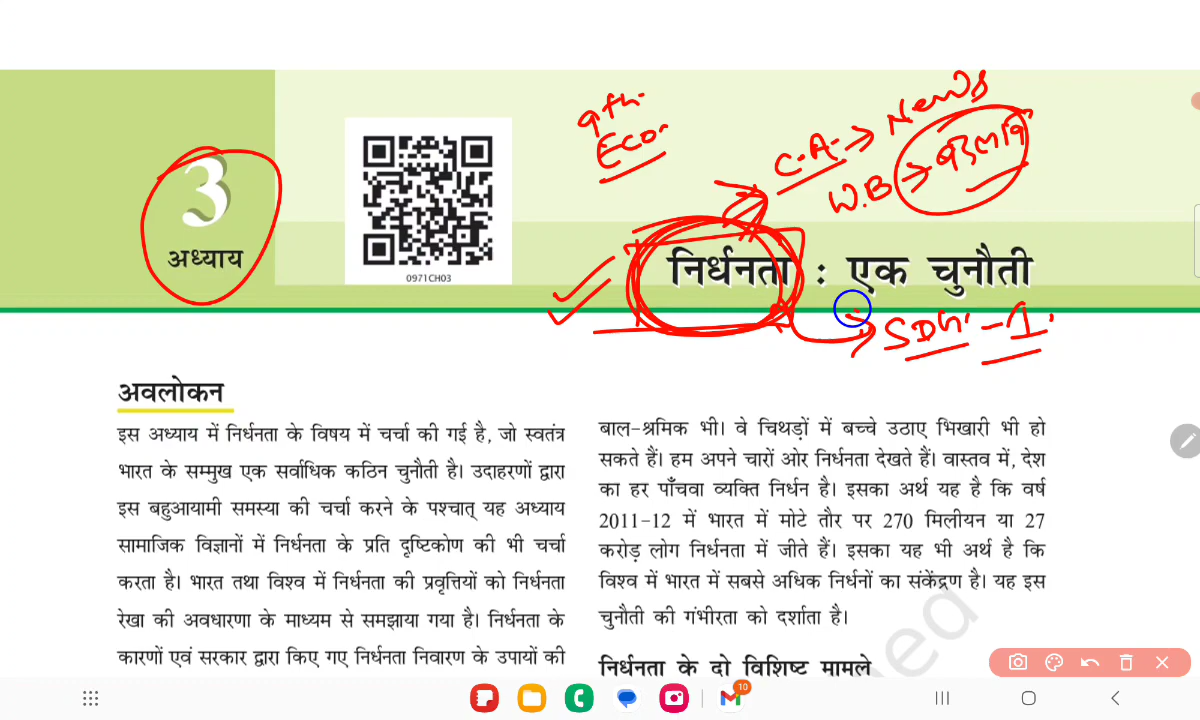 9th.
Eco.
C.A. → News
W.B →
3
अध्याय
0971CH03
निर्धनता : एक चुनौती
SDG - 1.
अवलोकन
इस अध्याय में निर्धनता के विषय में चर्चा की गई है, जो स्वतंत्र
भारत के सम्मुख एक सर्वाधिक कठिन चुनौती है। उदाहरणों द्वारा
इस बहुआयामी समस्या की चर्चा करने के पश्चात् यह अध्याय
सामाजिक विज्ञानों में निर्धनता के प्रति दृष्टिकोण की भी चर्चा
करता है। भारत तथा विश्व में निर्धनता की प्रवृत्तियों को निर्धनता
रेखा की अवधारणा के माध्यम से समझाया गया है। निर्धनता के
कारणों एवं सरकार द्वारा किए गए निर्धनता निवारण के उपायों की
बाल-श्रमिक भी। वे चिथड़ों में बच्चे उठाए भिखारी भी हो
सकते हैं। हम अपने चारों ओर निर्धनता देखते हैं। वास्तव में, देश
का हर पाँचवा व्यक्ति निर्धन है। इसका अर्थ यह है कि वर्ष
2011-12 में भारत में मोटे तौर पर 270 मिलीयन या 27
करोड़ लोग निर्धनता में जीते हैं। इसका यह भी अर्थ है कि
विश्व में भारत में सबसे अधिक निर्धनों का संकेंद्रण है। यह इस
चुनौती की गंभीरता को दर्शाता है।
निर्धनता के दो विशिष्ट मामले
10